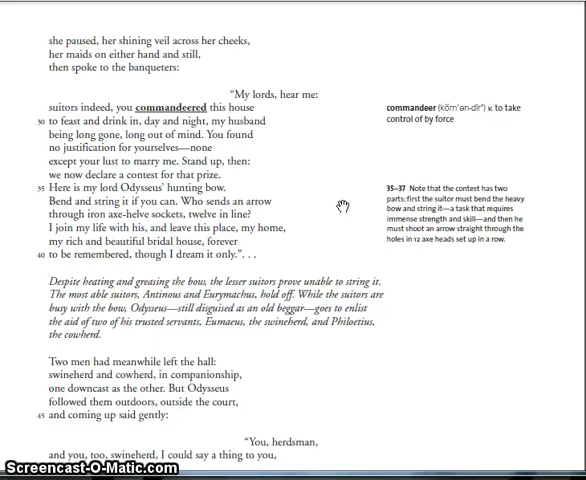 she paused, her shining veil across her cheeks,
her maids on either hand and still,
then spoke to the banqueters:
“My lords, hear me:
suitors indeed, you commandeered this house
30 to feast and drink in, day and night, my husband
being long gone, long out of mind. You found
no justification for yourselves—none
except your lust to marry me. Stand up, then:
we now declare a contest for that prize.
35 Here is my lord Odysseus’ hunting bow.
Bend and string it if you can. Who sends an arrow
through iron axe-helve sockets, twelve in line?
I join my life with his, and leave this place, my home,
my rich and beautiful bridal house, forever
40 to be remembered, though I dream it only.”. . .
commandeer (kŏm´ən-dîr´) v. to take
control of by force
35–37 Note that the contest has two
parts: first the suitor must bend the heavy
bow and string it—a task that requires
immense strength and skill—and then he
must shoot an arrow straight through the
holes in 12 axe heads set up in a row.
Despite heating and greasing the bow, the lesser suitors prove unable to string it.
The most able suitors, Antinous and Eurymachus, hold off. While the suitors are
busy with the bow, Odysseus—still disguised as an old beggar—goes to enlist
the aid of two of his trusted servants, Eumaeus, the swineherd, and Philoetius,
the cowherd.
Two men had meanwhile left the hall:
swineherd and cowherd, in companionship,
one downcast as the other. But Odysseus
followed them outdoors, outside the court,
45 and coming up said gently:
“You, herdsman,
and you, too, swineherd, I could say a thing to you,
Screencast-O-Matic.com